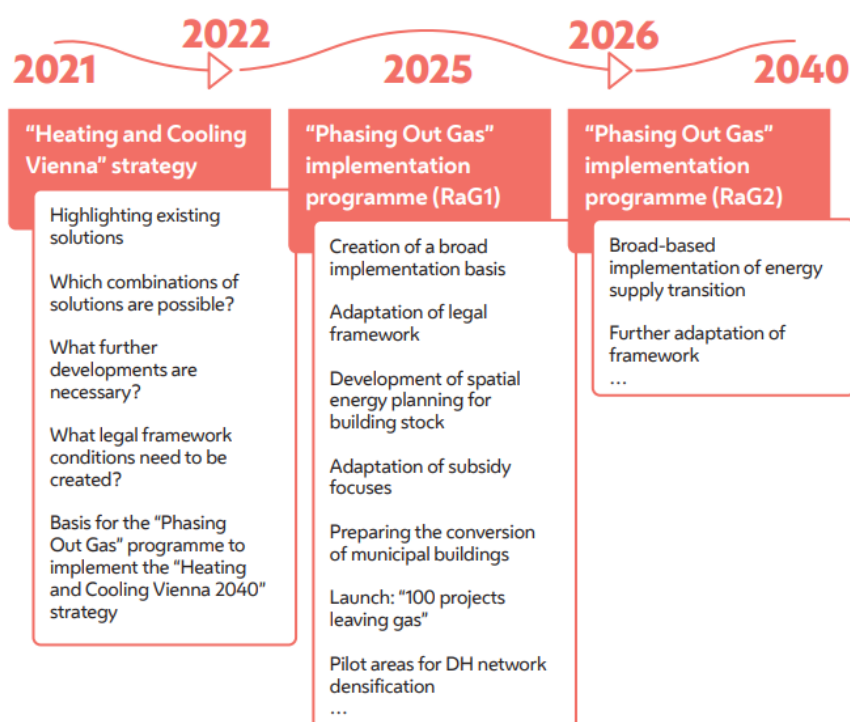 2021
2022
2025
2026
2040
“Heating and Cooling
Vienna” strategy
Highlighting existing
solutions
Which combinations of
solutions are possible?
What further
developments are
necessary?
What legal framework
conditions need to be
created?
Basis for the “Phasing
Out Gas” programme to
implement the “Heating
and Cooling Vienna 2040”
strategy
“Phasing Out Gas”
implementation
programme (RaG1)
Creation of a broad
implementation basis
Adaptation of legal
framework
Development of spatial
energy planning for
building stock
Adaptation of subsidy
focuses
Preparing the conversion
of municipal buildings
Launch: “100 projects
leaving gas”
Pilot areas for DH network
densification
...
“Phasing Out Gas”
implementation
programme (RaG2)
Broad-based
implementation of energy
supply transition
Further adaptation of
framework
...